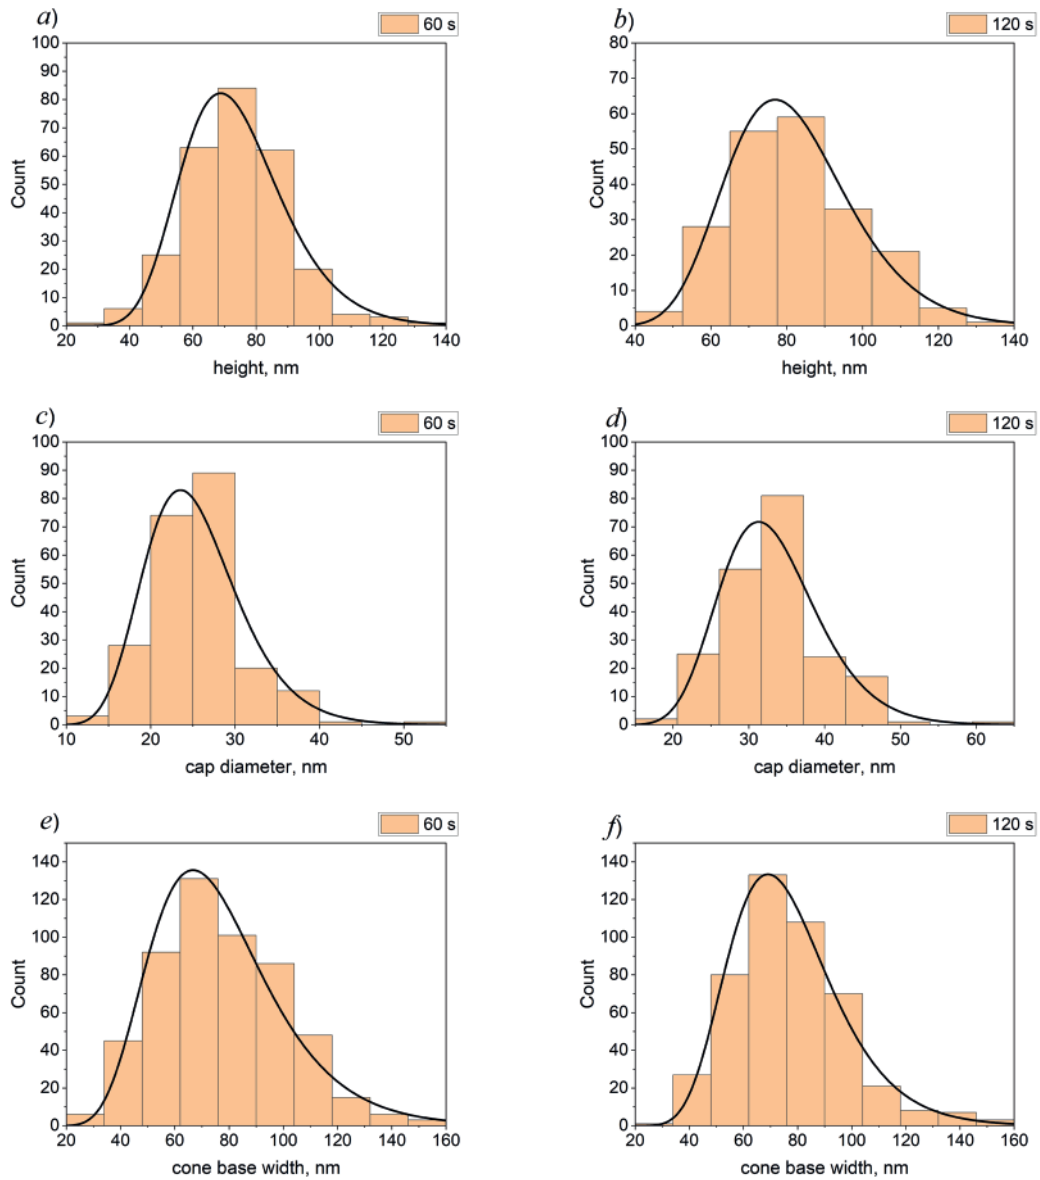 a)
60 s
100
90
80
70
60
50
40
30
20
10
0
Count
20 40 60 80 100 120 140
height, nm
b)
120 s
80
70
60
50
40
30
20
10
0
Count
40 60 80 100 120 140
height, nm
c)
60 s
100
90
80
70
60
50
40
30
20
10
0
Count
10 20 30 40 50
cap diameter, nm
d)
120 s
100
90
80
70
60
50
40
30
20
10
0
Count
20 30 40 50 60
cap diameter, nm
e)
60 s
140
120
100
80
60
40
20
0
Count
20 40 60 80 100 120 140 160
cone base width, nm
f)
120 s
140
120
100
80
60
40
20
0
Count
20 40 60 80 100 120 140 160
cone base width, nm